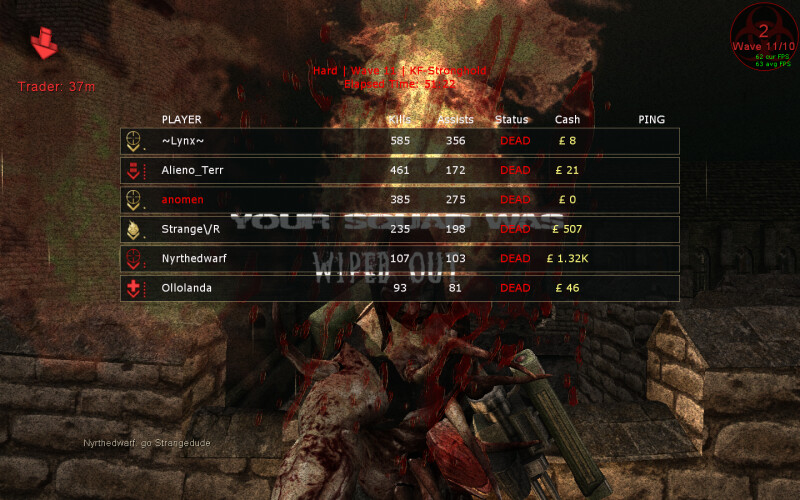 2
Wave 11/10
62 cur FPS
63 avg FPS
Trader: 37m
Hard | Wave 11 | KF-Stronghold
Elapsed Time: 51:22
PLAYER Kills Assists Status Cash PING
~Lynx~ 585 356 DEAD £ 8
Alieno_Terr 461 172 DEAD £ 21
anomen 385 275 DEAD £ 0
YOUR SQUAD WAS
Strange\/R 235 198 DEAD £ 507
Nyrthedwarf 107 103 DEAD £ 1.32K
WIPED OUT
Ollolanda 93 81 DEAD £ 46
Nyrthedwarf: go Strangedude